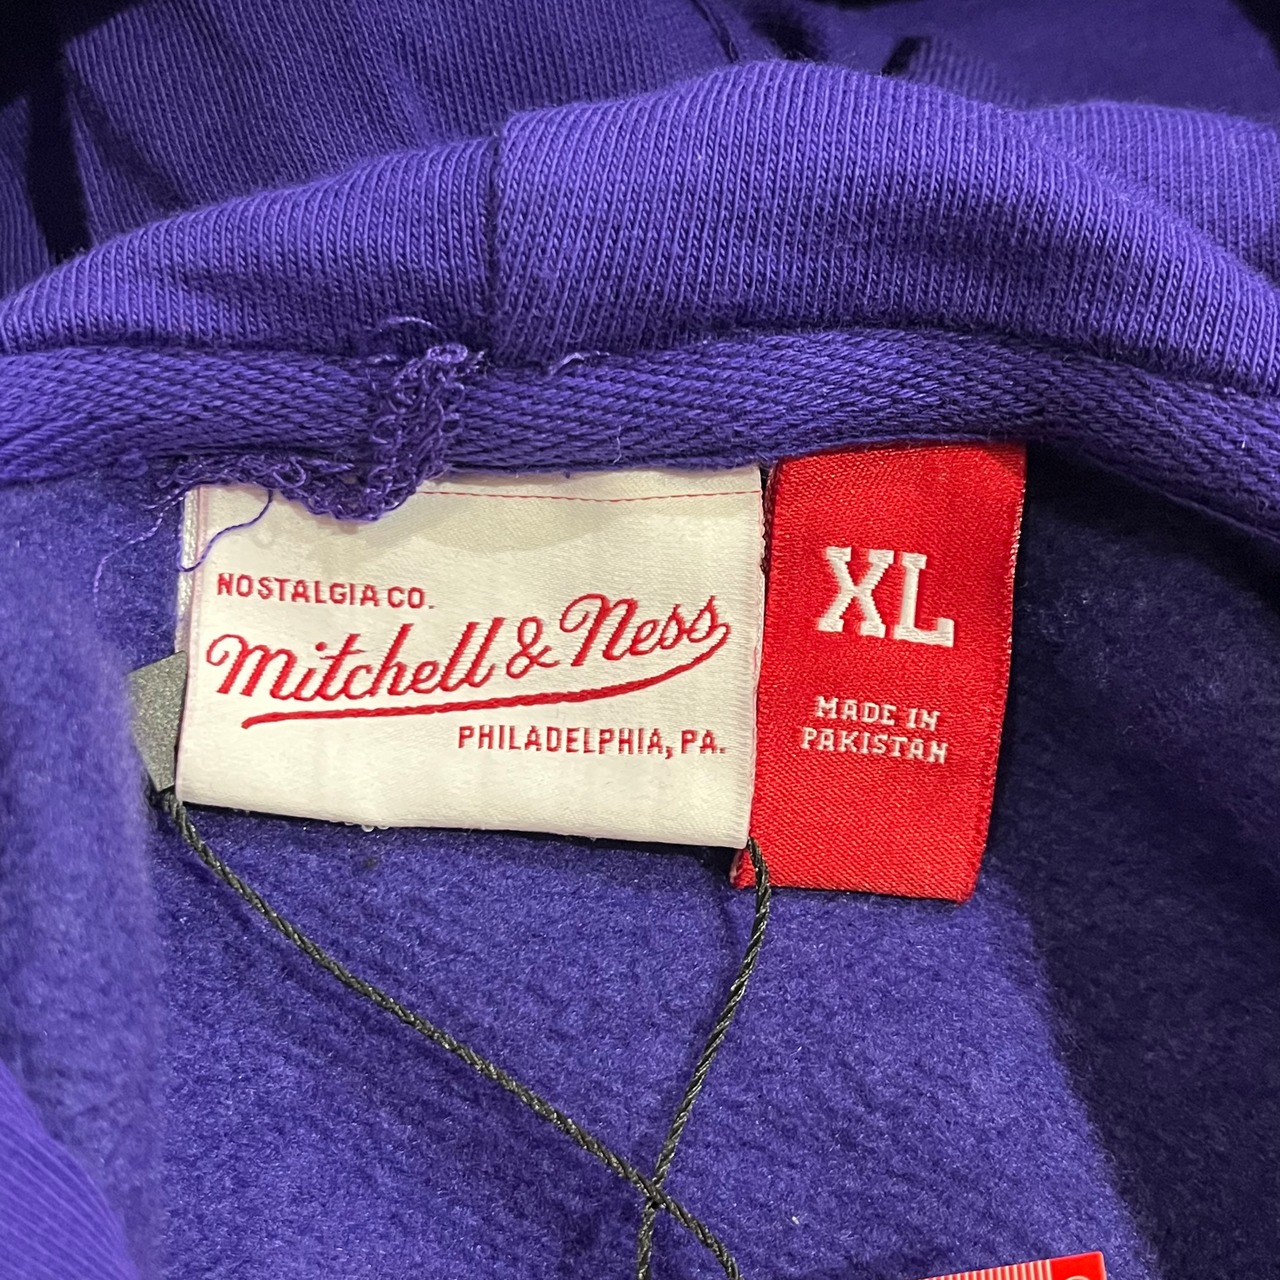 NOSTALGIA CO.
Mitchell & Ness
PHILADELPHIA, PA.
XL
MADE IN
PAKISTAN